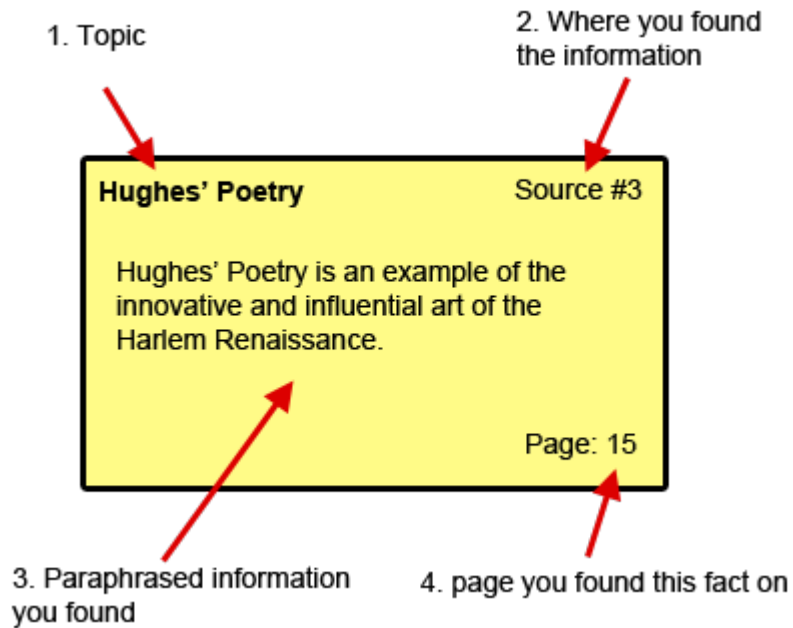 1. Topic
2. Where you found
the information
Hughes' Poetry
Source #3
Hughes' Poetry is an example of the
innovative and influential art of the
Harlem Renaissance.
Page: 15
3. Paraphrased information
you found
4. page you found this fact on